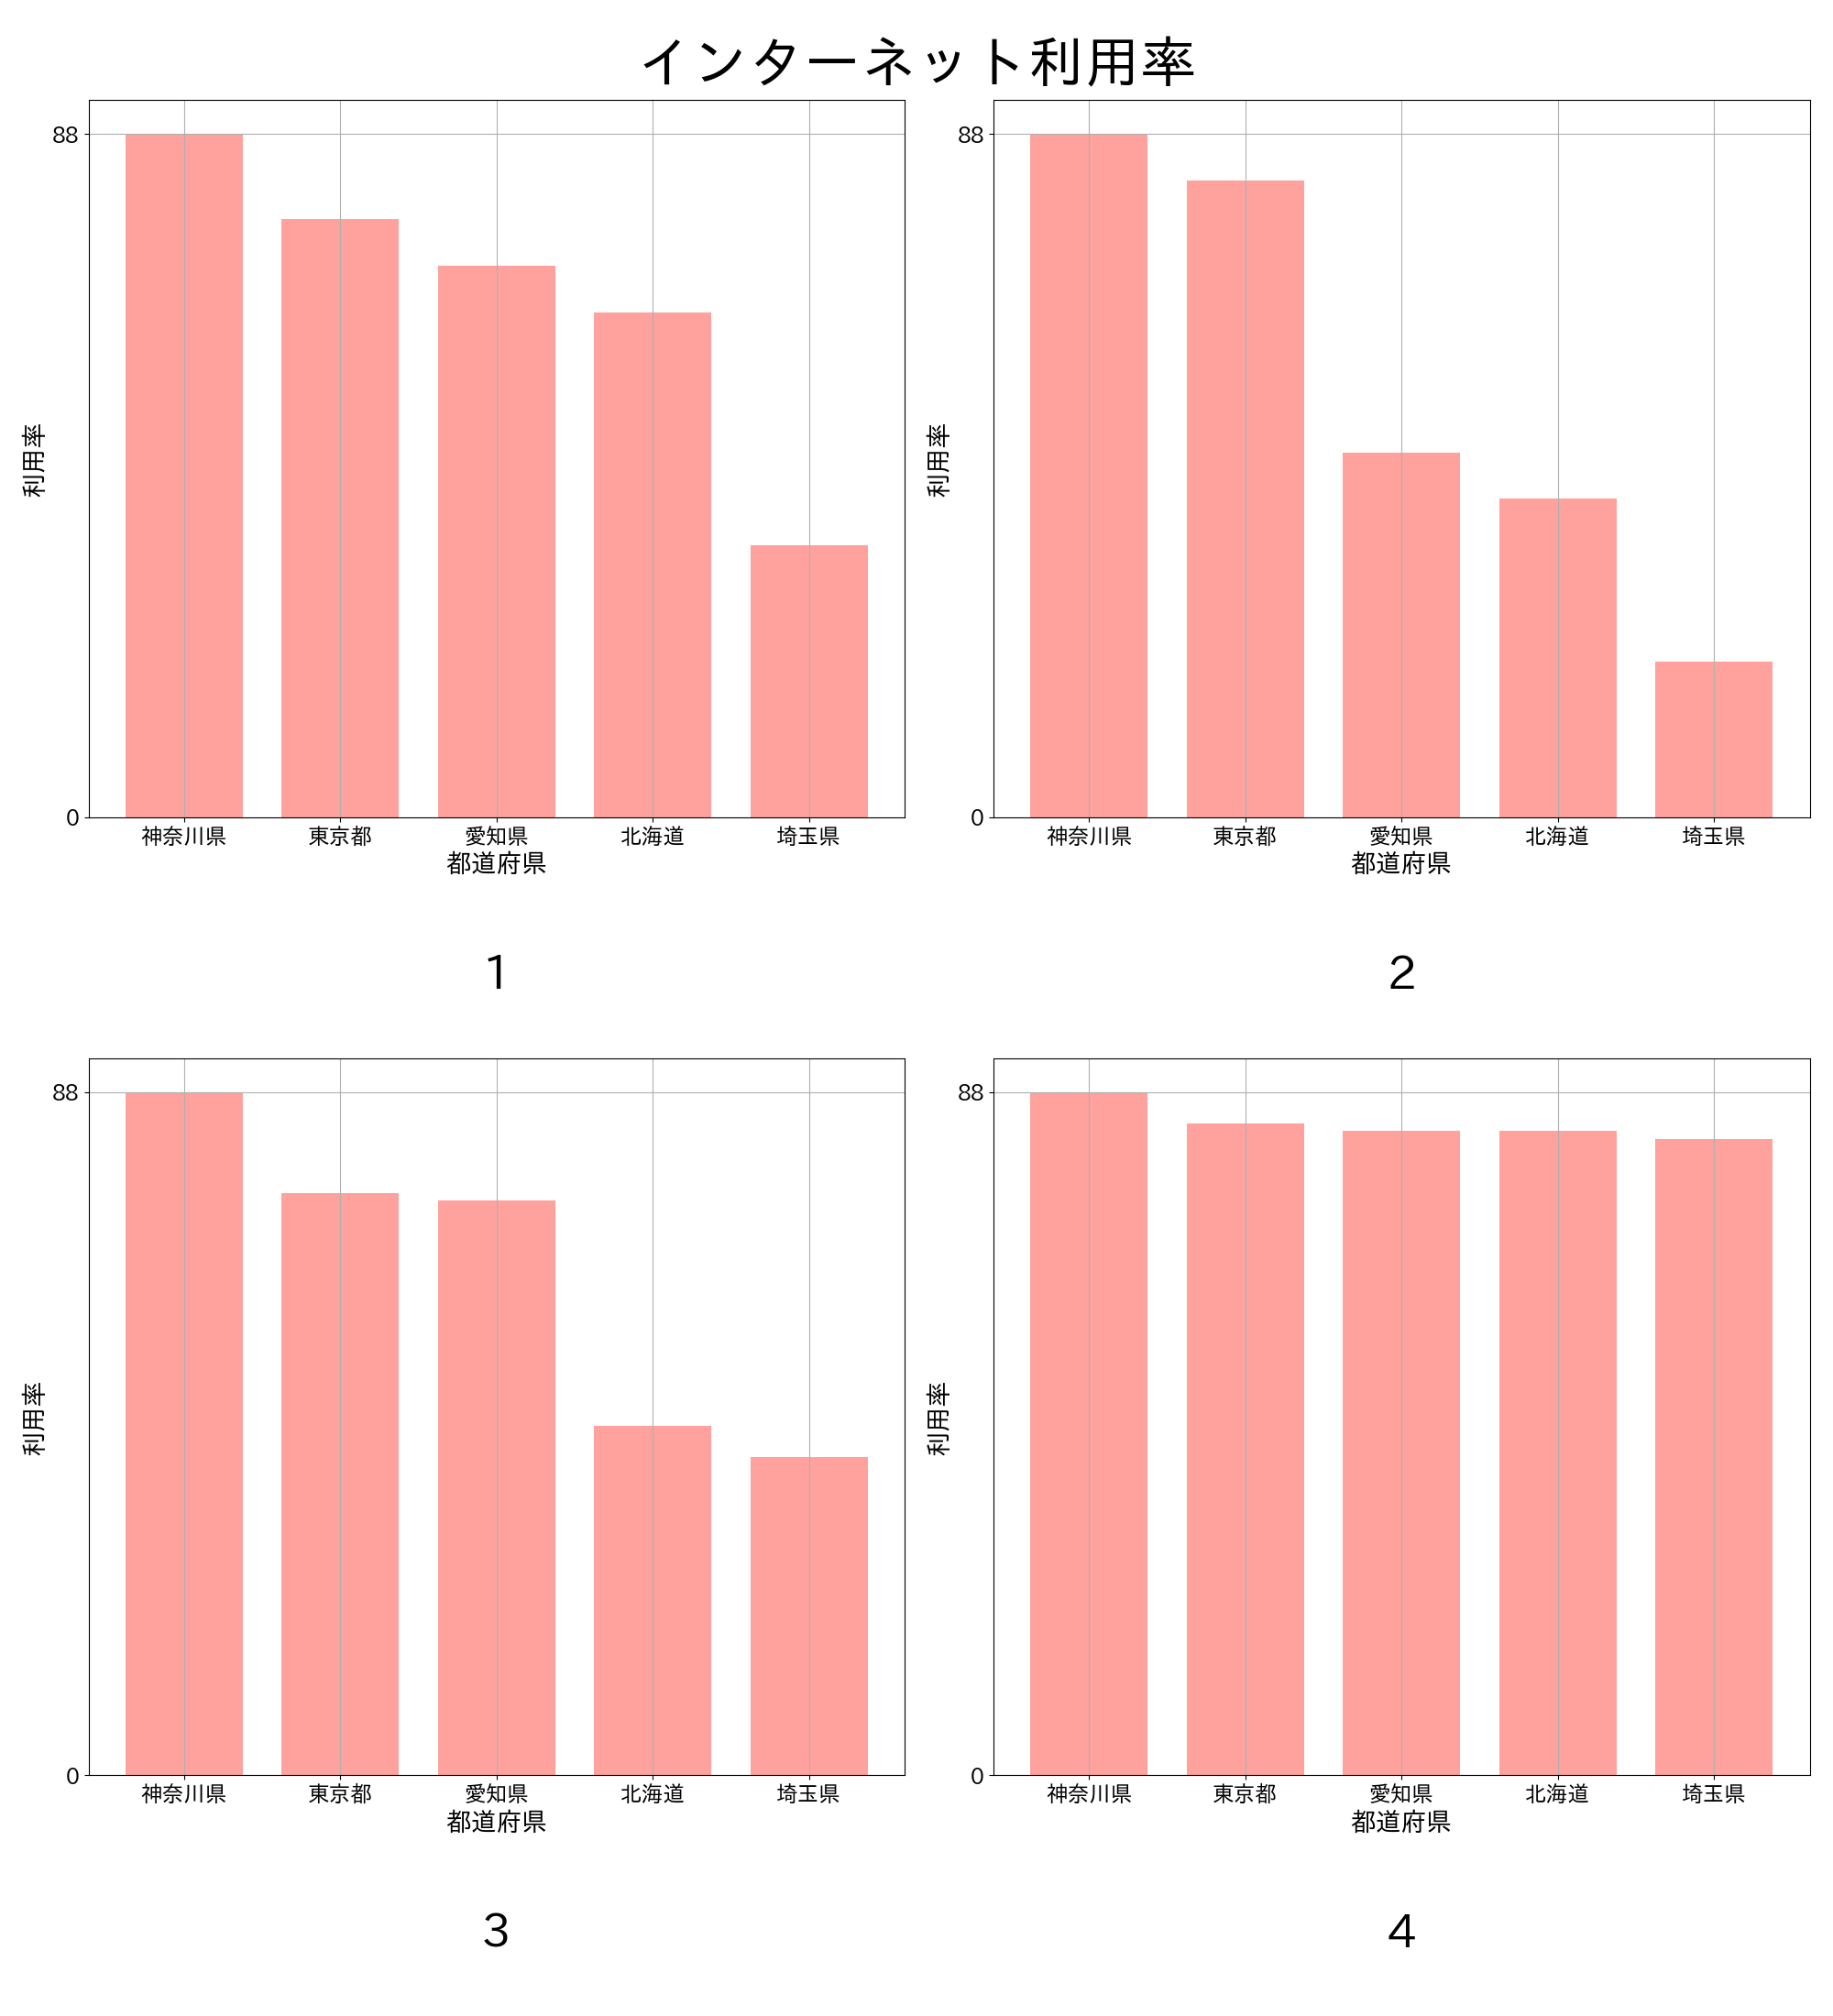 インターネット利用率
88
0
利用率
神奈川県 東京都 愛知県 北海道 埼玉県
都道府県
1
88
0
利用率
神奈川県 東京都 愛知県 北海道 埼玉県
都道府県
2
88
0
利用率
神奈川県 東京都 愛知県 北海道 埼玉県
都道府県
3
88
0
利用率
神奈川県 東京都 愛知県 北海道 埼玉県
都道府県
4